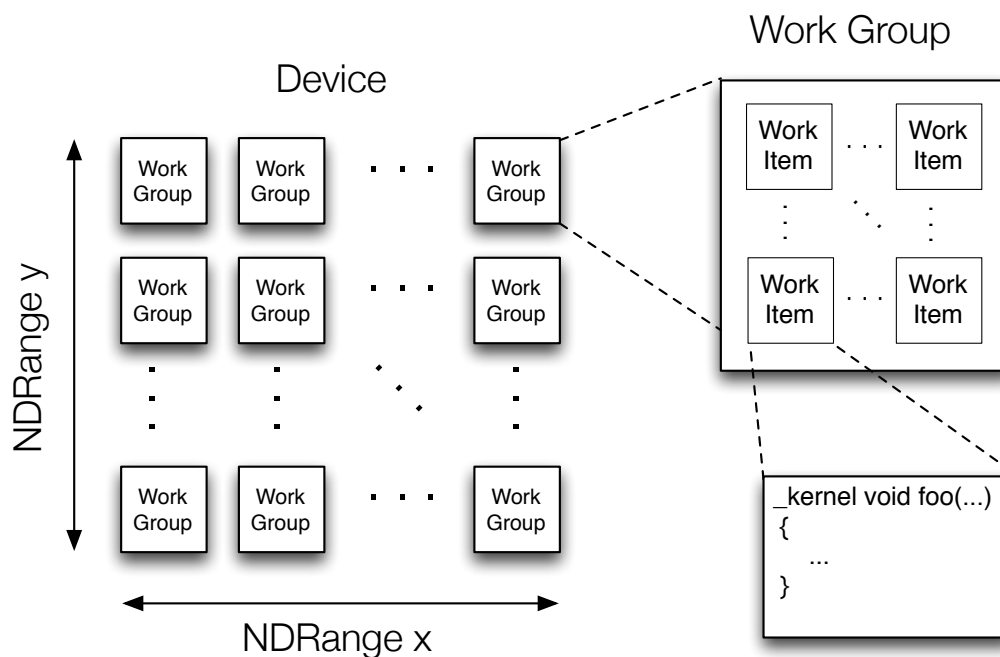 Work Group
Device
Work
Group
Work
Group
. . .
Work
Group
Work
Item
. . .
Work
Item
Work
Group
Work
Group
. . .
Work
Group
Work
Item
. . .
Work
Item
NDRange y
Work
Group
Work
Group
. . .
Work
Group
_kernel void foo(...)
{
...
}
NDRange x